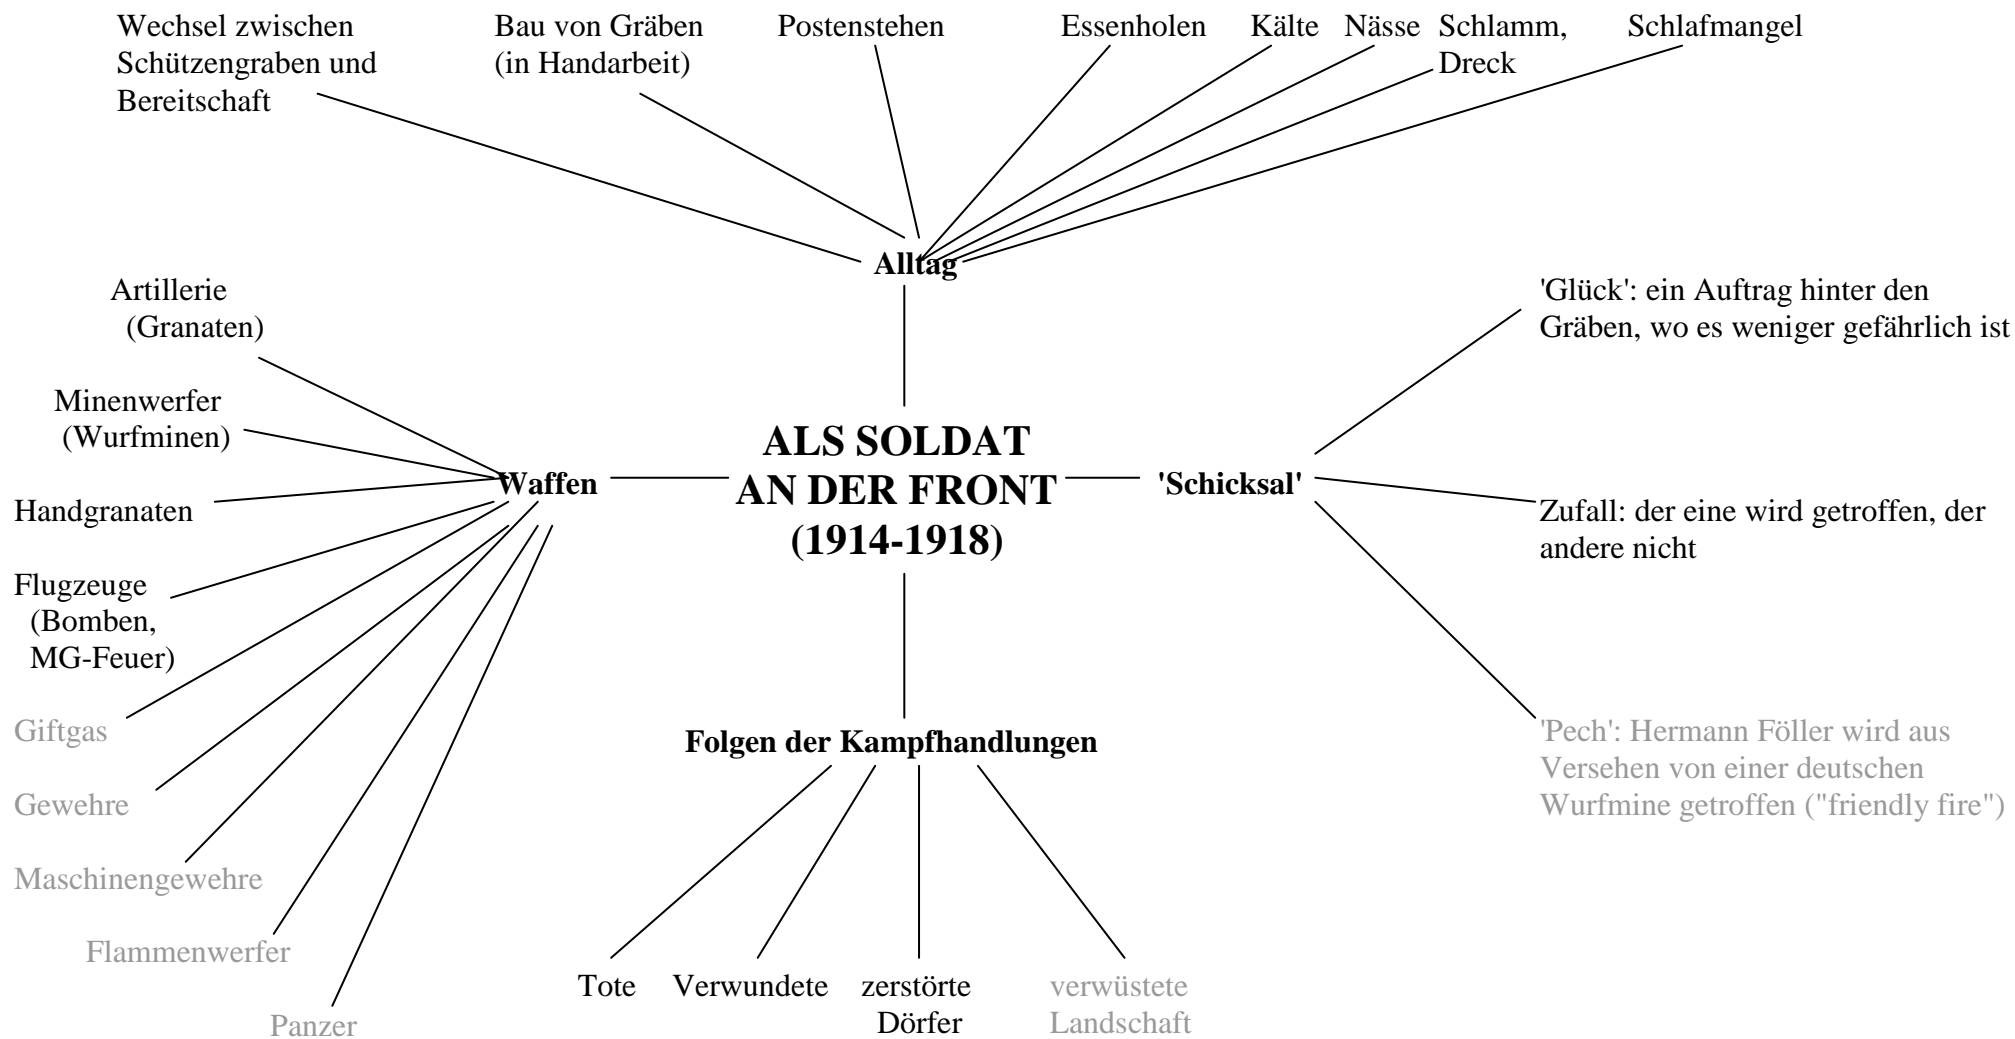 Wechsel zwischen
Schützengraben und
Bereitschaft
Bau von Gräben
(in Handarbeit)
Postenstehen
Essenholen
Kälte
Nässe
Schlamm,
Dreck
Schlafmangel
Alltag
Artillerie
(Granaten)
Minenwerfer
(Wurfminen)
Handgranaten
Flugzeuge
(Bomben,
MG-Feuer)
Giftgas
Gewehre
Maschinengewehre
Flammenwerfer
Panzer
Waffen
ALS SOLDAT
AN DER FRONT
(1914-1918)
'Schicksal'
'Glück': ein Auftrag hinter den
Gräben, wo es weniger gefährlich ist
Zufall: der eine wird getroffen, der
andere nicht
'Pech': Hermann Föller wird aus
Versehen von einer deutschen
Wurfmine getroffen ("friendly fire")
Folgen der Kampfhandlungen
Tote
Verwundete
zerstörte
Dörfer
verwüstete
Landschaft